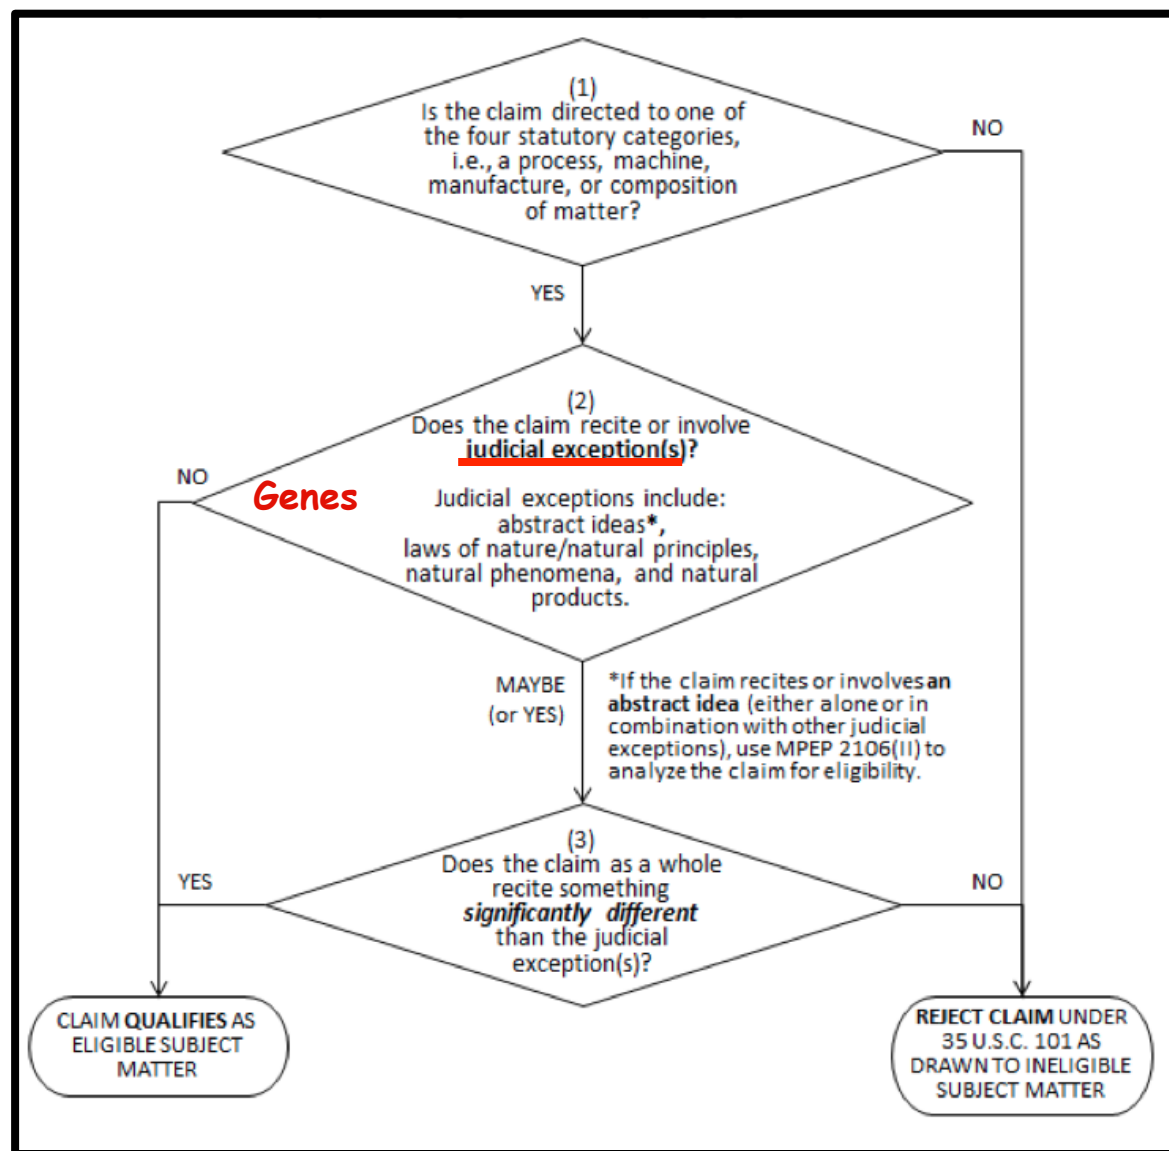 (1)
Is the claim directed to one of
the four statutory categories,
i.e., a process, machine,
manufacture, or composition
of matter?
NO
YES
(2)
Does the claim recite or involve
judicial exception(s)?
NO
Genes
Judicial exceptions include:
abstract ideas*,
laws of nature/natural principles,
natural phenomena, and natural
products.
MAYBE
(or YES)
*If the claim recites or involves an
abstract idea (either alone or in
combination with other judicial
exceptions), use MPEP 2106(II) to
analyze the claim for eligibility.
(3)
Does the claim as a whole
recite something
significantly different
than the judicial
exception(s)?
YES
NO
CLAIM QUALIFIES AS
ELIGIBLE SUBJECT
MATTER
REJECT CLAIM UNDER
35 U.S.C. 101 AS
DRAWN TO INELIGIBLE
SUBJECT MATTER